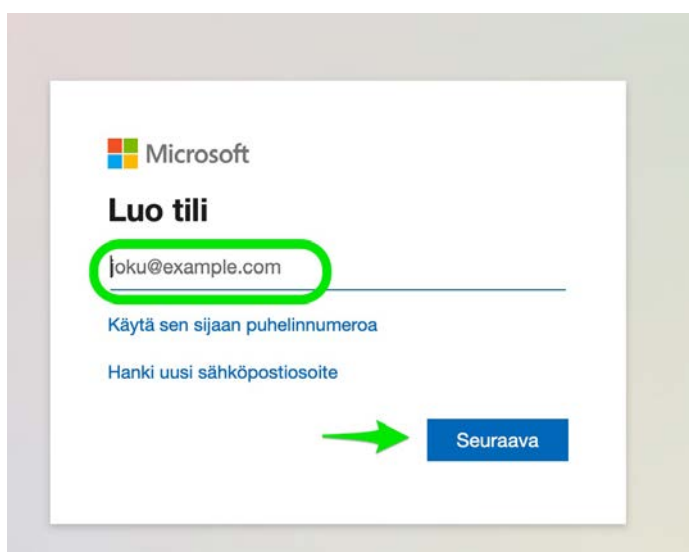 Microsoft
Luo tili
joku@example.com
Käytä sen sijaan puhelinnumeroa
Hanki uusi sähköpostiosoite
Seuraava